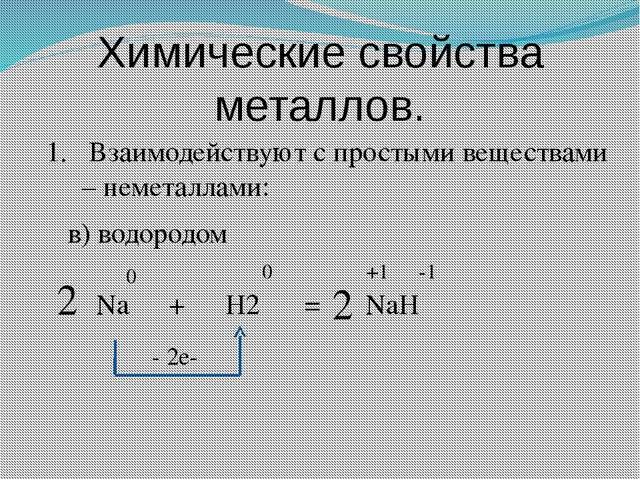 Химические свойства
металлов.
1. Взаимодействуют с простыми веществами
– неметаллами:
в) водородом
0 0 +1 -1
2 Na + H2 = 2 NaH
- 2e-